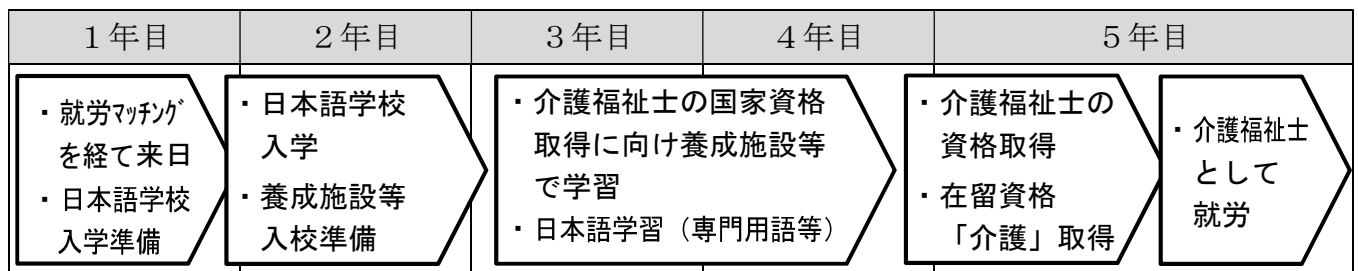 １年目
２年目
３年目
４年目
５年目
・就労ﾏｯﾁﾝｸﾞ
を経て来日
・日本語学校
入学準備
・日本語学校
入学
・養成施設等
入校準備
・介護福祉士の国家資格
取得に向け養成施設等
で学習
・日本語学習（専門用語等）
・介護福祉士の
資格取得
・在留資格
「介護」取得
・介護福祉士
として
就労